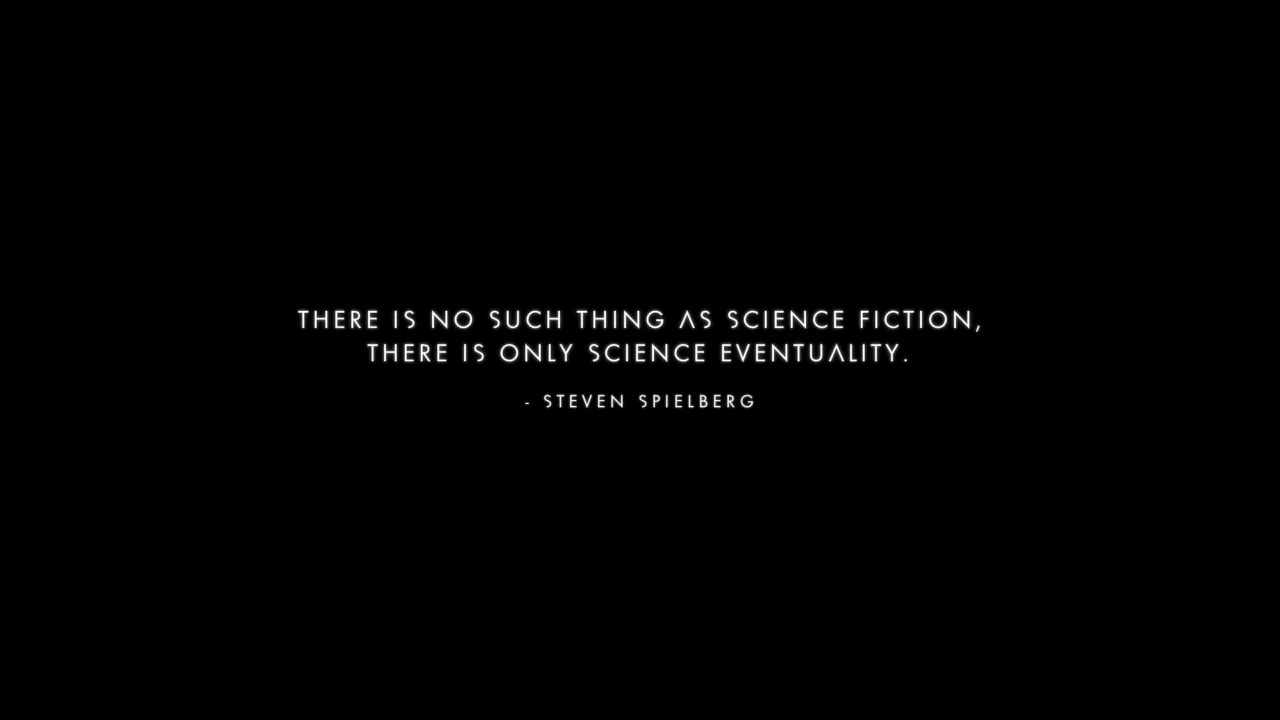 THERE IS NO SUCH THING AS SCIENCE FICTION,
THERE IS ONLY SCIENCE EVENTUALITY.
- STEVEN SPIELBERG